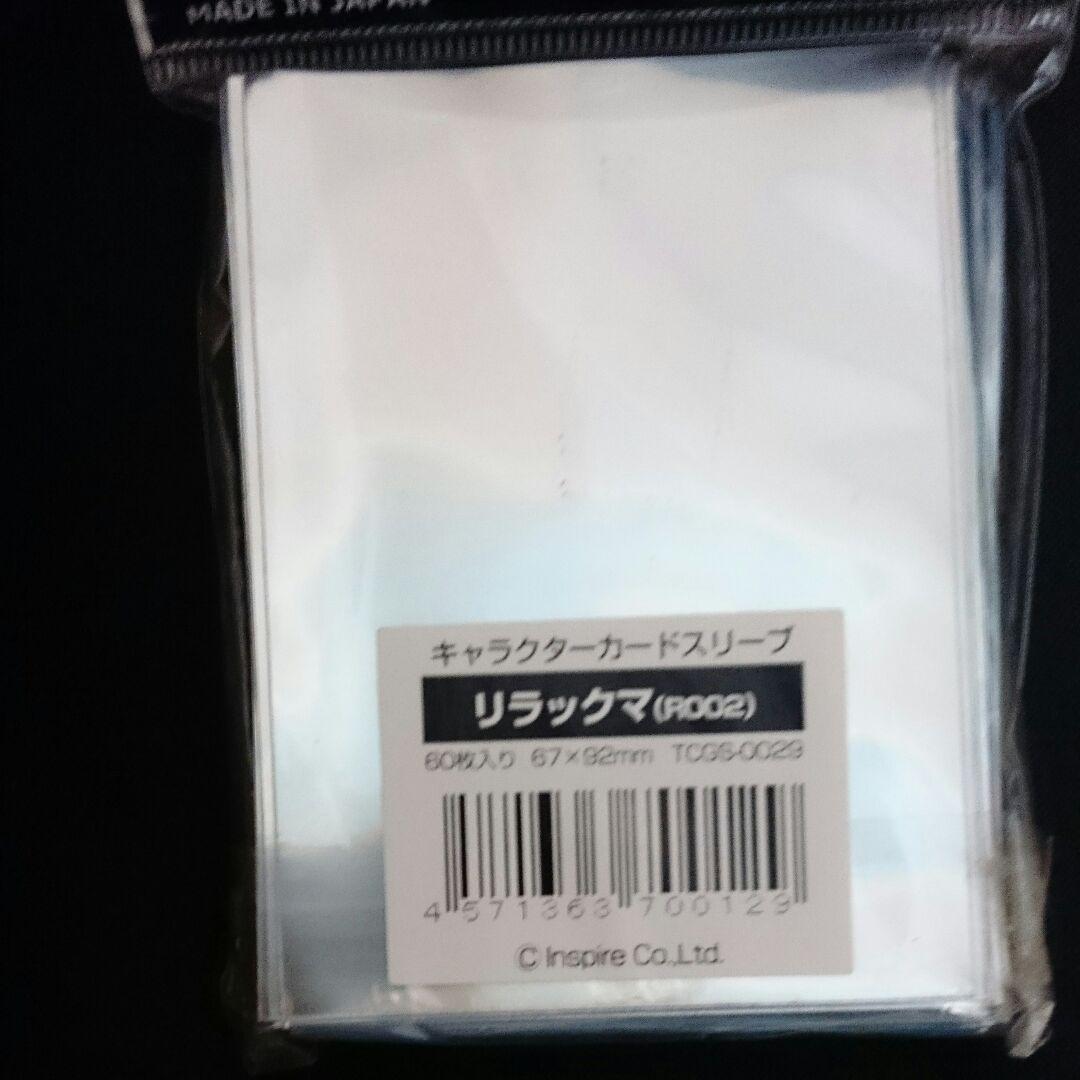 MADE IN JAPAN
キャラクターカードスリーブ
リラックマ(R002)
60枚入り 67×92mm TCGS-0029
4 571363 700129
C Inspire Co.,Ltd.